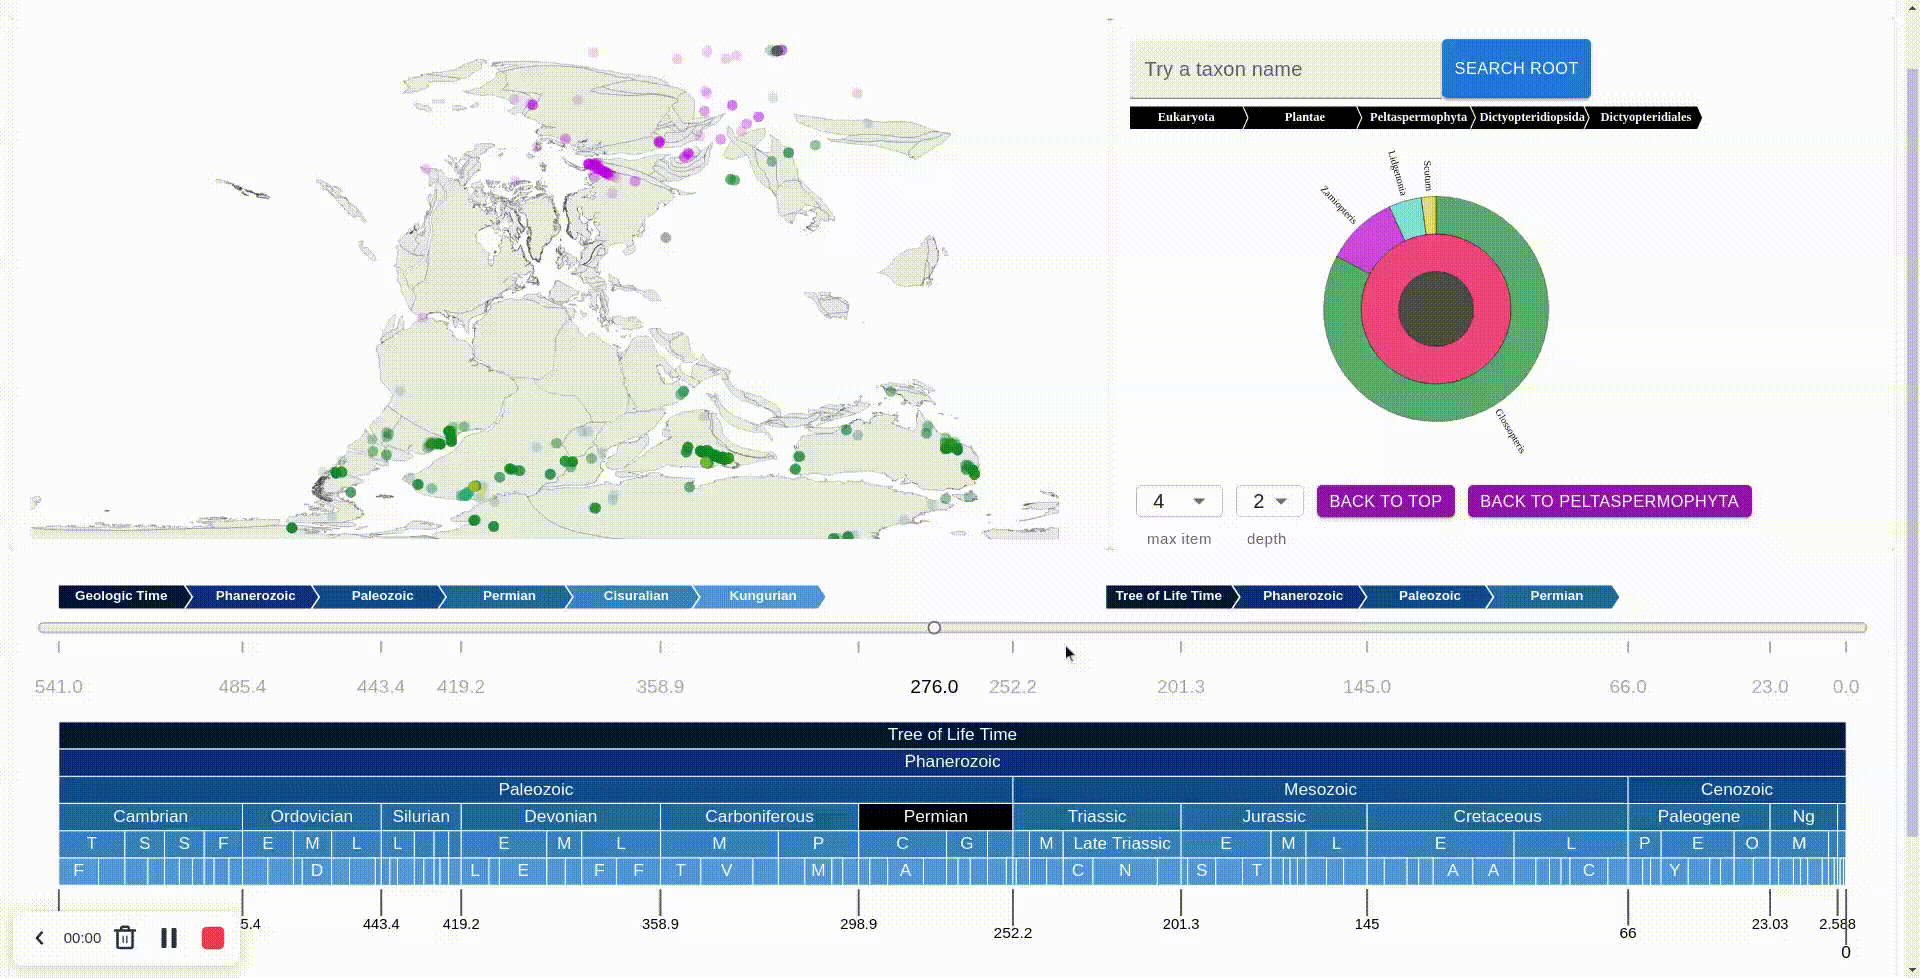 Try a taxon name
SEARCH ROOT
Eukaryota Plantae Peltaspermophyta Dictyopteridiopsida Dictyopteridiales
Zamiopteris
Lidgettonia
Scutum
Glossopteris
4 2 BACK TO TOP BACK TO PELTASPERMOPHYTA
max item depth
Geologic Time Phanerozoic Paleozoic Permian Cisuralian Kungurian
Tree of Life Time Phanerozoic Paleozoic Permian
541.0 485.4 443.4 419.2 358.9 276.0 252.2 201.3 145.0 66.0 23.0 0.0
Tree of Life Time
Phanerozoic
Paleozoic Mesozoic Cenozoic
Cambrian Ordovician Silurian Devonian Carboniferous Permian Triassic Jurassic Cretaceous Paleogene Ng
T S S F E M L L E M L M P C G M Late Triassic E M L E L P E O M
F D L E F F T V M A C N S T A A C Y
5.4 443.4 419.2 358.9 298.9 252.2 201.3 145 66 23.03 2.588
0
00:00